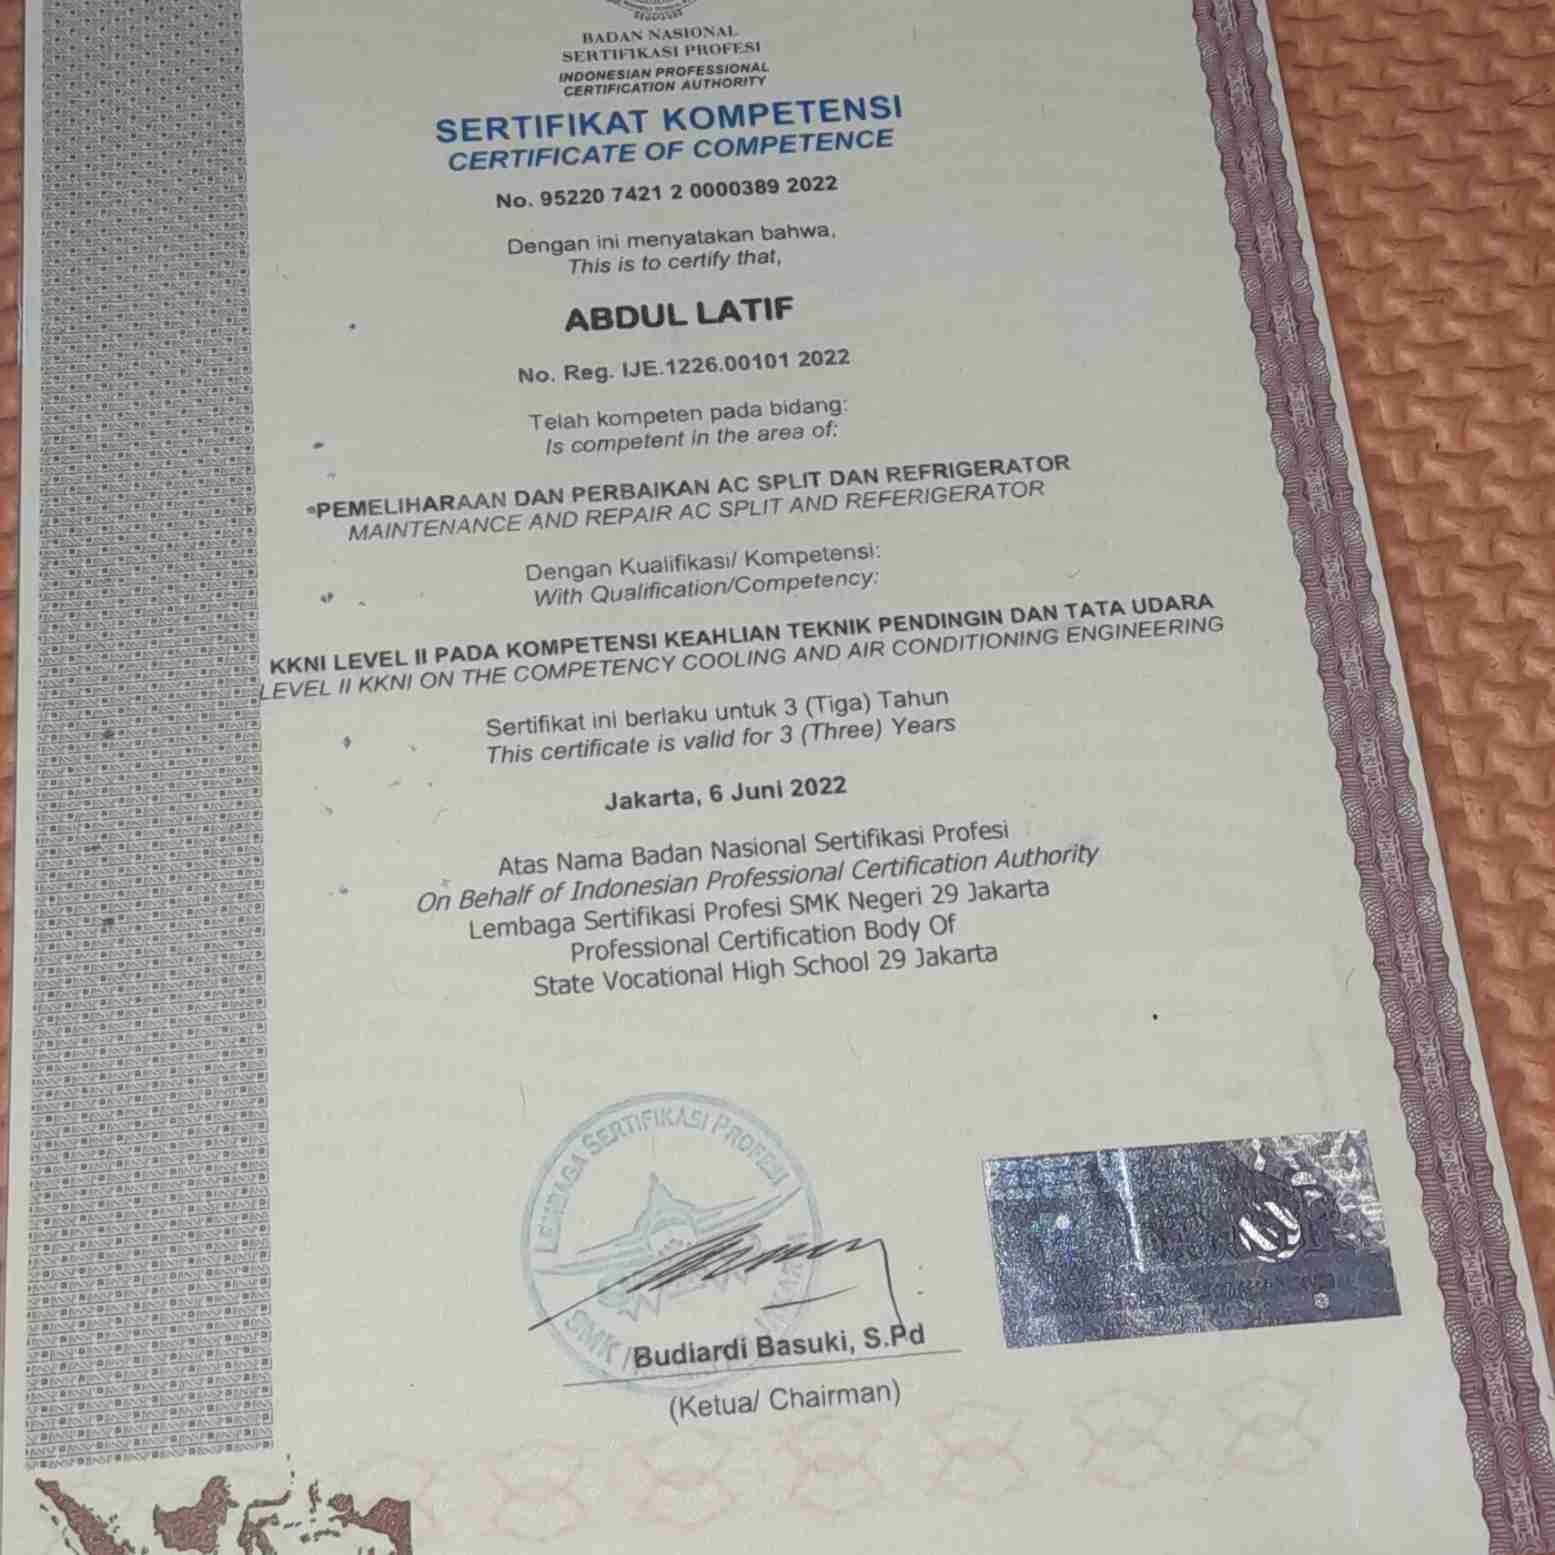 BADAN NASIONAL
SERTIFIKASI PROFESI
INDONESIAN PROFESSIONAL
CERTIFICATION AUTHORITY
SERTIFIKAT KOMPETENSI
CERTIFICATE OF COMPETENCE
No. 95220 7421 2 0000389 2022
Dengan ini menyatakan bahwa,
This is to certify that,
ABDUL LATIF
No. Reg. IJE.1226.00101 2022
Telah kompeten pada bidang:
Is competent in the area of:
PEMELIHARAAN DAN PERBAIKAN AC SPLIT DAN REFRIGERATOR
MAINTENANCE AND REPAIR AC SPLIT AND REFERIGERATOR
Dengan Kualifikasi/ Kompetensi:
With Qualification/Competency:
KKNI LEVEL II PADA KOMPETENSI KEAHLIAN TEKNIK PENDINGIN DAN TATA UDARA
LEVEL II KKNI ON THE COMPETENCY COOLING AND AIR CONDITIONING ENGINEERING
Sertifikat ini berlaku untuk 3 (Tiga) Tahun
This certificate is valid for 3 (Three) Years
Jakarta, 6 Juni 2022
Atas Nama Badan Nasional Sertifikasi Profesi
On Behalf of Indonesian Professional Certification Authority
Lembaga Sertifikasi Profesi SMK Negeri 29 Jakarta
Professional Certification Body Of
State Vocational High School 29 Jakarta
LEMBAGA SERTIFIKASI PROFESI
SMK
Budiardi Basuki, S.Pd
(Ketua/ Chairman)